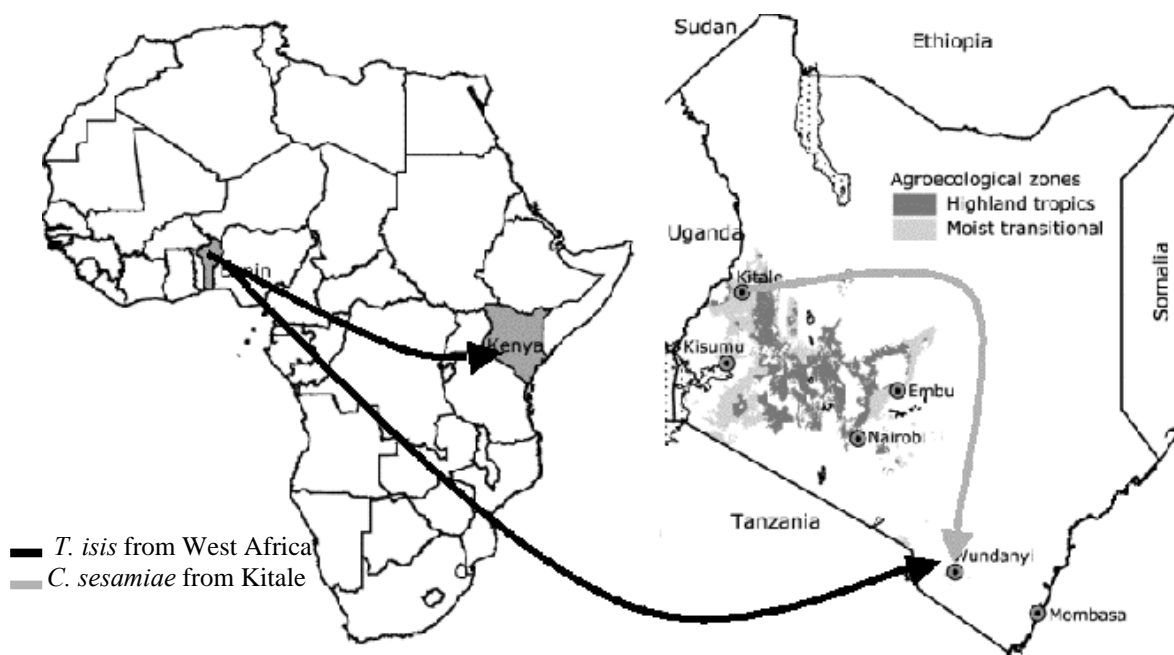 Sudan
Ethiopia
Agroecological zones
Highland tropics
Moist transitional
Uganda
Somalia
Kitale
Benin
Kenya
Kisumu
Embu
Nairobi
Tanzania
T. isis from West Africa
C. sesamiae from Kitale
Wundanyi
Mombasa